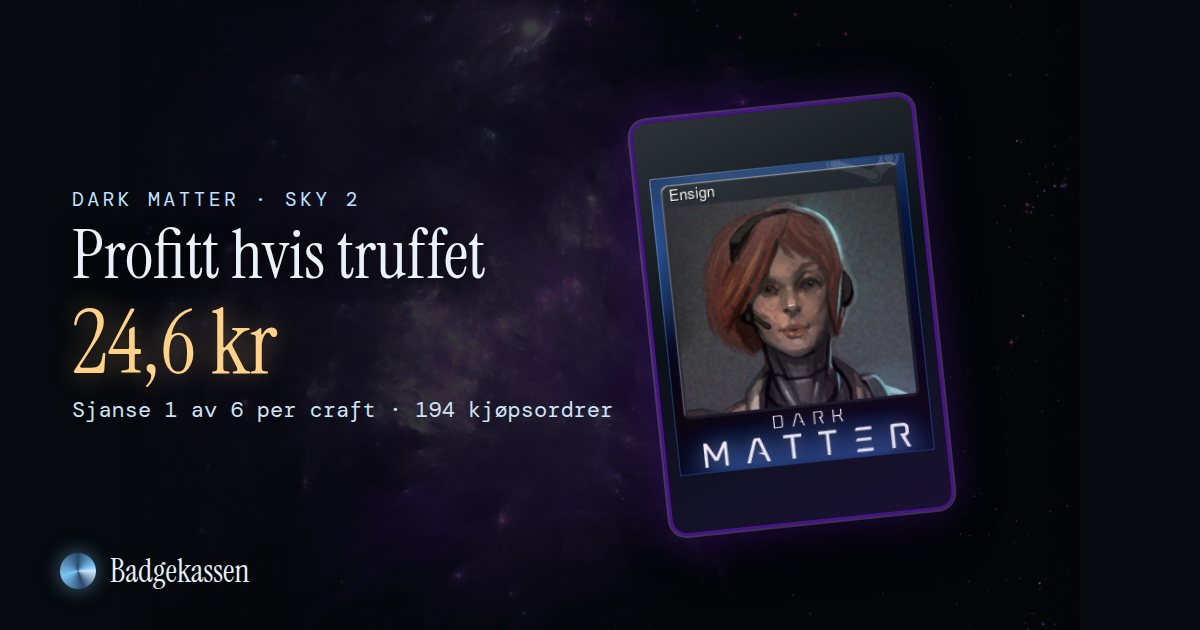 DARK MATTER · SKY 2
Profitt hvis truffet
24,6 kr
Sjanse 1 av 6 per craft · 194 kjøpsordrer
Ensign
DARK
MATTER
Badgekassen